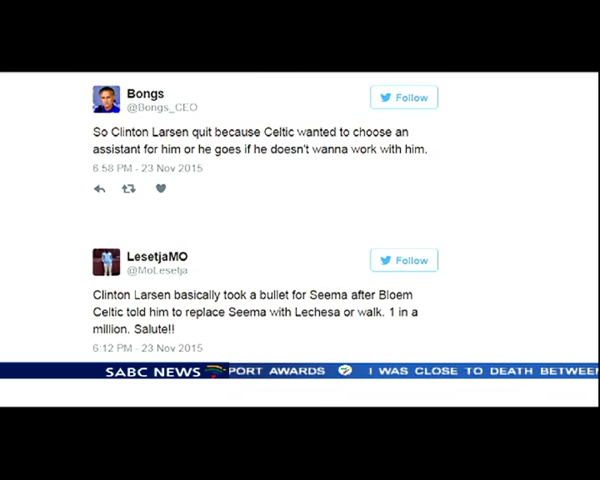 Bongs
@Bongs_CEO
Follow
So Clinton Larsen quit because Celtic wanted to choose an
assistant for him or he goes if he doesn't wanna work with him.
6:58 PM - 23 Nov 2015
LesetjaMO
@MoLesetja
Follow
Clinton Larsen basically took a bullet for Seema after Bloem
Celtic told him to replace Seema with Lechesa or walk. 1 in a
million. Salute!!
6:12 PM - 23 Nov 2015
SABC NEWS PORT AWARDS I WAS CLOSE TO DEATH BETWEEN